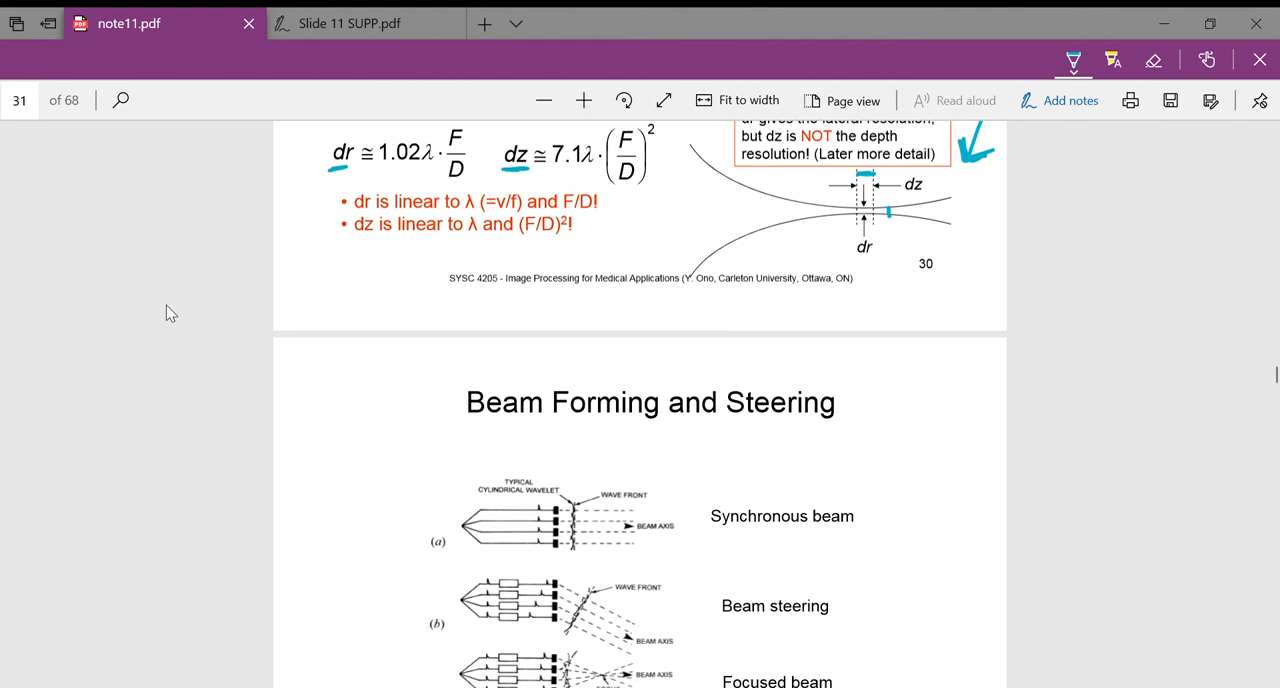 note11.pdf
Slide 11 SUPP.pdf
31 of 68
Fit to width
Page view
Read aloud
Add notes
but dz is NOT the depth
resolution! (Later more detail)
dr ≅ 1.02λ · F/D
dz ≅ 7.1λ · (F/D)²
dz
• dr is linear to λ (=v/f) and F/D!
• dz is linear to λ and (F/D)²!
dr
30
SYSC 4205 - Image Processing for Medical Applications (Y. Ono, Carleton University, Ottawa, ON)
Beam Forming and Steering
TYPICAL
CYLINDRICAL WAVELET
WAVE FRONT
BEAM AXIS
Synchronous beam
(a)
WAVE FRONT
Beam steering
(b)
BEAM AXIS
BEAM AXIS
Focused beam